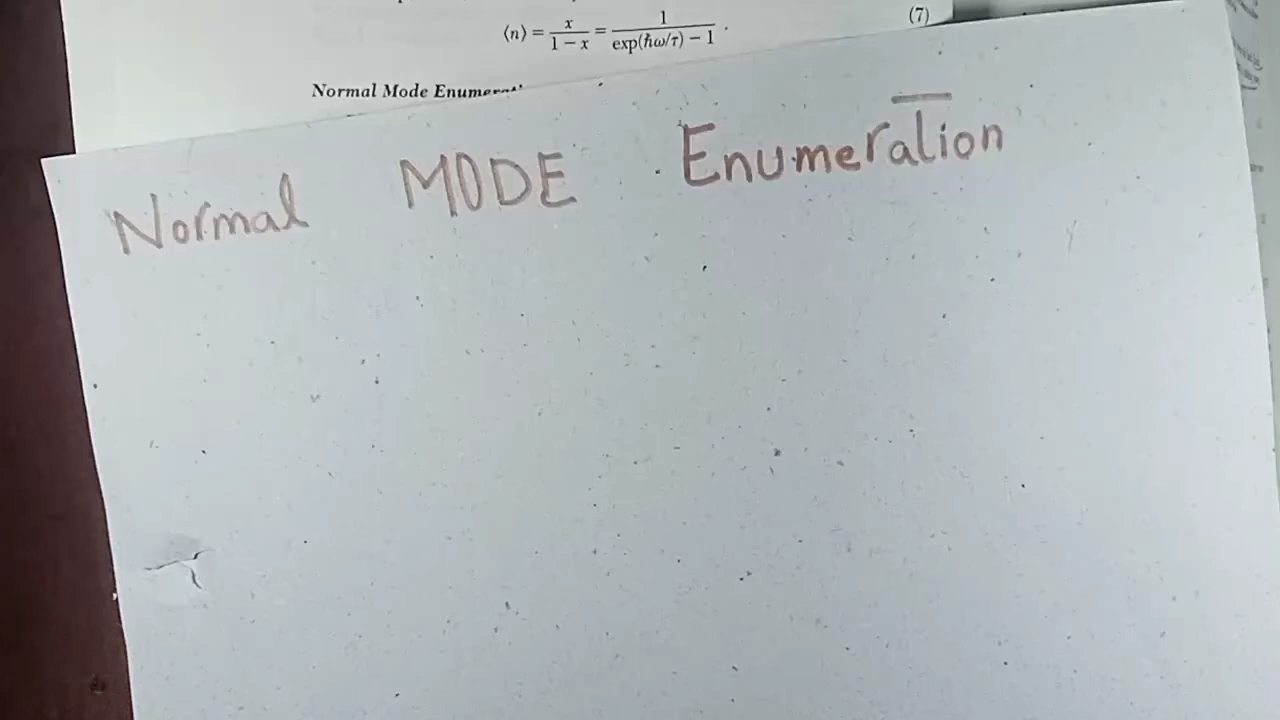 ⟨n⟩ = x / (1 − x) = 1 / (exp(ħω/τ) − 1) . (7)
Normal Mode
Normal MODE Enumeration